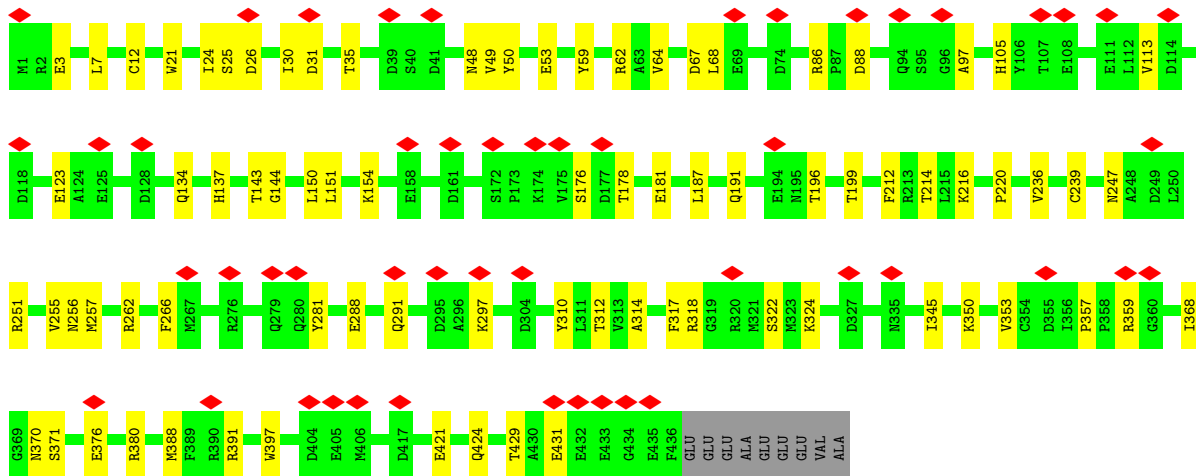 M1 R2 E3 L7 C12 W21 I24 S25 D26 I30 D31 T35 D39 S40 D41 N48 V49 Y50 E53 Y59 R62 A63 V64 D67 L68 E69 D74 R86 P87 D88 Q94 S95 G96 A97 H105 Y106 T107 E108 E111 L112 V113 D114
D118 E123 A124 E125 D128 Q134 H137 T143 G144 L150 L151 K154 E158 D161 S172 P173 K174 V175 S176 D177 T178 E181 L187 Q191 E194 N195 T196 T199 F212 R213 T214 L215 K216 P220 V236 C239 N247 A248 D249 L250
R251 V255 N256 M257 R262 F266 M267 R276 Q279 Q280 Y281 E288 Q291 D295 A296 K297 D304 Y310 L311 T312 V313 A314 F317 R318 G319 R320 M321 S322 M323 K324 D327 N335 I345 K350 V353 C354 D355 I356 P357 P358 R359 G360 I368
G369 N370 S371 E376 R380 M388 F389 R390 R391 W397 D404 E405 M406 D417 E421 Q424 T429 A430 E431 E432 E433 G434 E435 F436 GLU GLU GLU ALA GLU GLU GLU VAL ALA